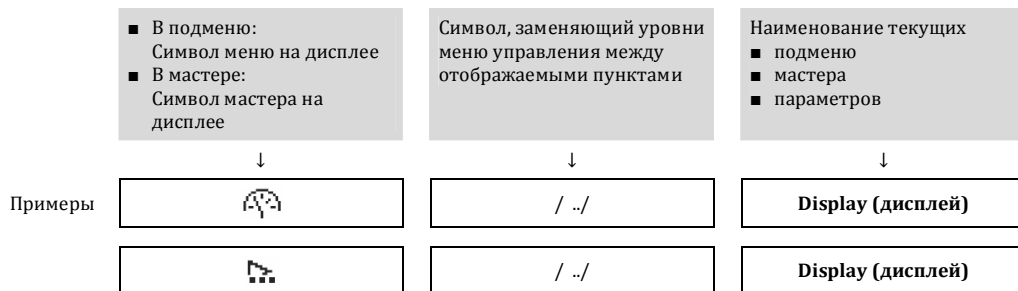 ■ В подменю:
Символ меню на дисплее
■ В мастере:
Символ мастера на
дисплее
Символ, заменяющий уровни
меню управления между
отображаемыми пунктами
Наименование текущих
■ подменю
■ мастера
■ параметров
↓ ↓ ↓
Примеры / ../ Display (дисплей)
/ ../ Display (дисплей)